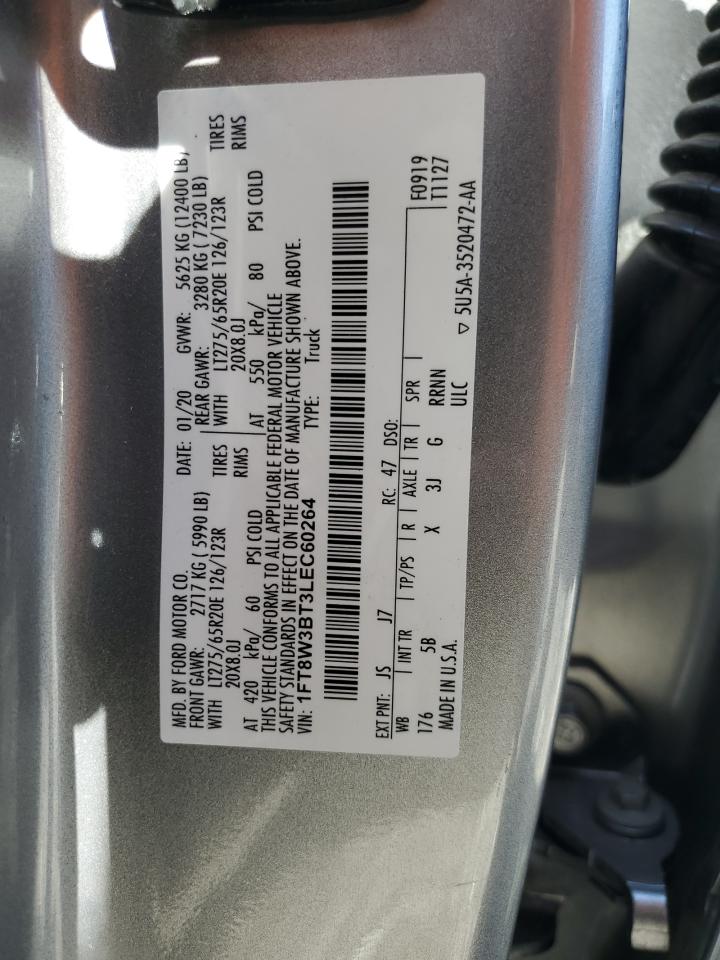 MFD. BY FORD MOTOR CO.
DATE: 01/20 GVWR: 5625 KG (12400 LB)
FRONT GAWR: 2717 KG ( 5990 LB)
REAR GAWR: 3280 KG ( 7230 LB)
WITH LT275/65R20E 126/123R TIRES
WITH LT275/65R20E 126/123R TIRES
20X8.0J RIMS
20X8.0J RIMS
AT 420 kPa/ 60 PSI COLD
AT 550 kPa/ 80 PSI COLD
THIS VEHICLE CONFORMS TO ALL APPLICABLE FEDERAL MOTOR VEHICLE
SAFETY STANDARDS IN EFFECT ON THE DATE OF MANUFACTURE SHOWN ABOVE.
VIN: 1FT8W3BT3LEC60264 TYPE: Truck
F0919
T1127
EXT PNT: JS J7 RC: 47 DSO:
WB INT TR TP/PS R AXLE TR SPR
176 5B X 3J G RRNN
MADE IN U.S.A. ULC
▽ 5U5A-3520472-AA